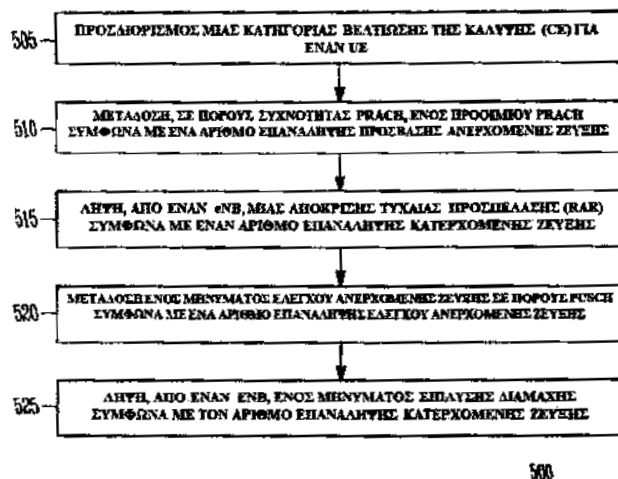 505
ΠΡΟΣΔΙΟΡΙΣΜΟΣ ΜΙΑΣ ΚΑΤΗΓΟΡΙΑΣ ΒΕΛΤΙΩΣΗΣ ΤΗΣ ΚΑΛΥΨΗΣ (CE) ΓΙΑ
ΕΝΑΝ UE
510
ΜΕΤΑΔΟΣΗ, ΣΕ ΠΟΡΟΥΣ ΣΥΧΝΟΤΗΤΑΣ PRACH, ΕΝΟΣ ΠΡΟΟΙΜΙΟΥ PRACH
ΣΥΜΦΩΝΑ ΜΕ ΕΝΑ ΑΡΙΘΜΟ ΕΠΑΝΑΛΗΨΗΣ ΠΡΟΣΒΑΣΗΣ ΑΝΕΡΧΟΜΕΝΗΣ ΖΕΥΞΗΣ
515
ΛΗΨΗ, ΑΠΟ ΕΝΑΝ eNB, ΜΙΑΣ ΑΠΟΚΡΙΣΗΣ ΤΥΧΑΙΑΣ ΠΡΟΣΠΕΛΑΣΗΣ (RAR)
ΣΥΜΦΩΝΑ ΜΕ ΕΝΑΝ ΑΡΙΘΜΟ ΕΠΑΝΑΛΗΨΗΣ ΚΑΤΕΡΧΟΜΕΝΗΣ ΖΕΥΞΗΣ
520
ΜΕΤΑΔΟΣΗ ΕΝΟΣ ΜΗΝΥΜΑΤΟΣ ΕΛΕΓΧΟΥ ΑΝΕΡΧΟΜΕΝΗΣ ΖΕΥΞΗΣ ΣΕ ΠΟΡΟΥΣ PUSCH
ΣΥΜΦΩΝΑ ΜΕ ΕΝΑ ΑΡΙΘΜΟ ΕΠΑΝΑΛΗΨΗΣ ΕΛΕΓΧΟΥ ΑΝΕΡΧΟΜΕΝΗΣ ΖΕΥΞΗΣ
525
ΛΗΨΗ, ΑΠΟ ΕΝΑΝ ENB, ΕΝΟΣ ΜΗΝΥΜΑΤΟΣ ΕΠΙΛΥΣΗΣ ΔΙΑΜΑΧΗΣ
ΣΥΜΦΩΝΑ ΜΕ ΤΟΝ ΑΡΙΘΜΟ ΕΠΑΝΑΛΗΨΗΣ ΚΑΤΕΡΧΟΜΕΝΗΣ ΖΕΥΞΗΣ
500